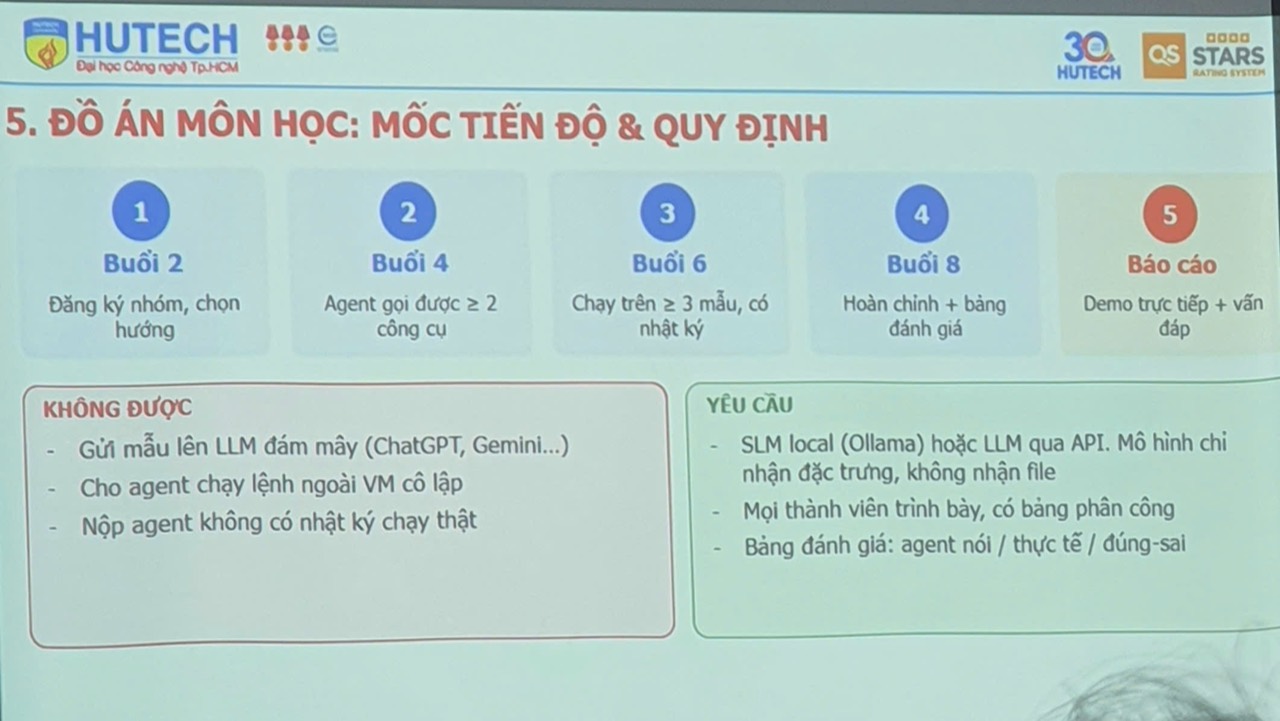 HUTECH
Đại học Công nghệ Tp.HCM
30
HUTECH
QS
STARS
RATING SYSTEM
5. ĐỒ ÁN MÔN HỌC: MỐC TIẾN ĐỘ & QUY ĐỊNH
1
Buổi 2
Đăng ký nhóm, chọn
hướng
2
Buổi 4
Agent gọi được ≥ 2
công cụ
3
Buổi 6
Chạy trên ≥ 3 mẫu, có
nhật ký
4
Buổi 8
Hoàn chỉnh + bảng
đánh giá
5
Báo cáo
Demo trực tiếp + vấn
đáp
KHÔNG ĐƯỢC
- Gửi mẫu lên LLM đám mây (ChatGPT, Gemini...)
- Cho agent chạy lệnh ngoài VM cô lập
- Nộp agent không có nhật ký chạy thật
YÊU CẦU
- SLM local (Ollama) hoặc LLM qua API. Mô hình chỉ
nhận đặc trưng, không nhận file
- Mọi thành viên trình bày, có bảng phân công
- Bảng đánh giá: agent nói / thực tế / đúng-sai